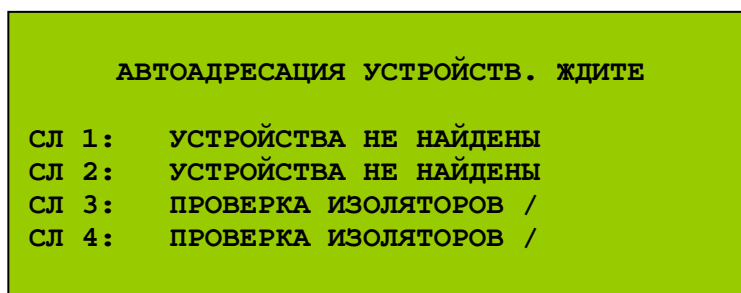 АВТОАДРЕСАЦИЯ УСТРОЙСТВ. ЖДИТЕ
СЛ 1: УСТРОЙСТВА НЕ НАЙДЕНЫ
СЛ 2: УСТРОЙСТВА НЕ НАЙДЕНЫ
СЛ 3: ПРОВЕРКА ИЗОЛЯТОРОВ /
СЛ 4: ПРОВЕРКА ИЗОЛЯТОРОВ /